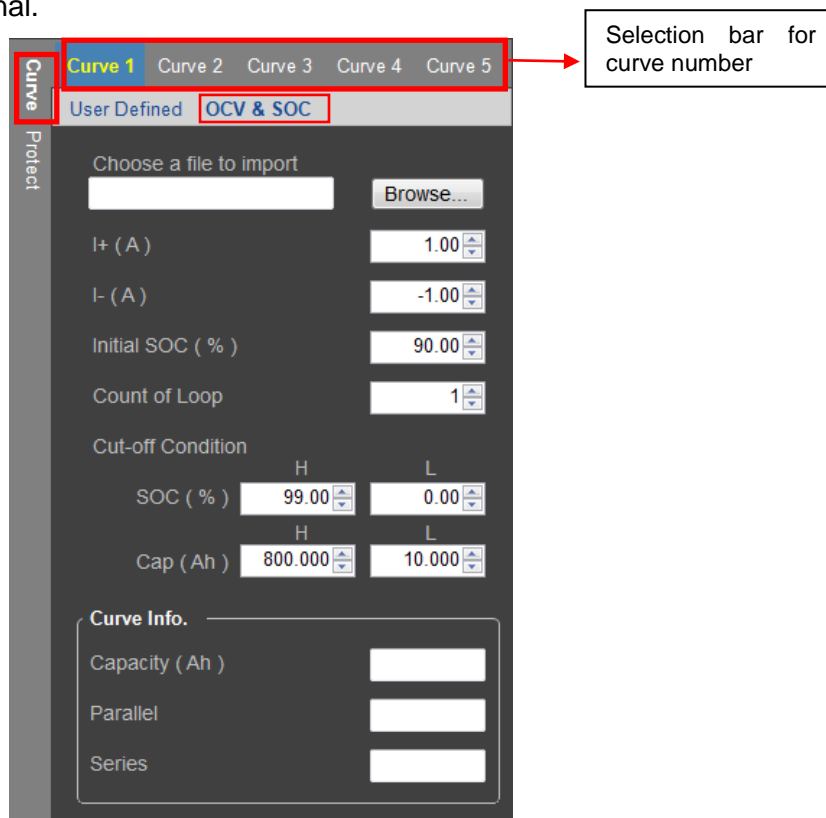 nal.
Selection bar for
curve number
Curve
Protect
Curve 1 Curve 2 Curve 3 Curve 4 Curve 5
User Defined OCV & SOC
Choose a file to import
Browse...
I+ ( A ) 1.00
I- ( A ) -1.00
Initial SOC ( % ) 90.00
Count of Loop 1
Cut-off Condition
H L
SOC ( % ) 99.00 0.00
H L
Cap ( Ah ) 800.000 10.000
Curve Info.
Capacity ( Ah )
Parallel
Series